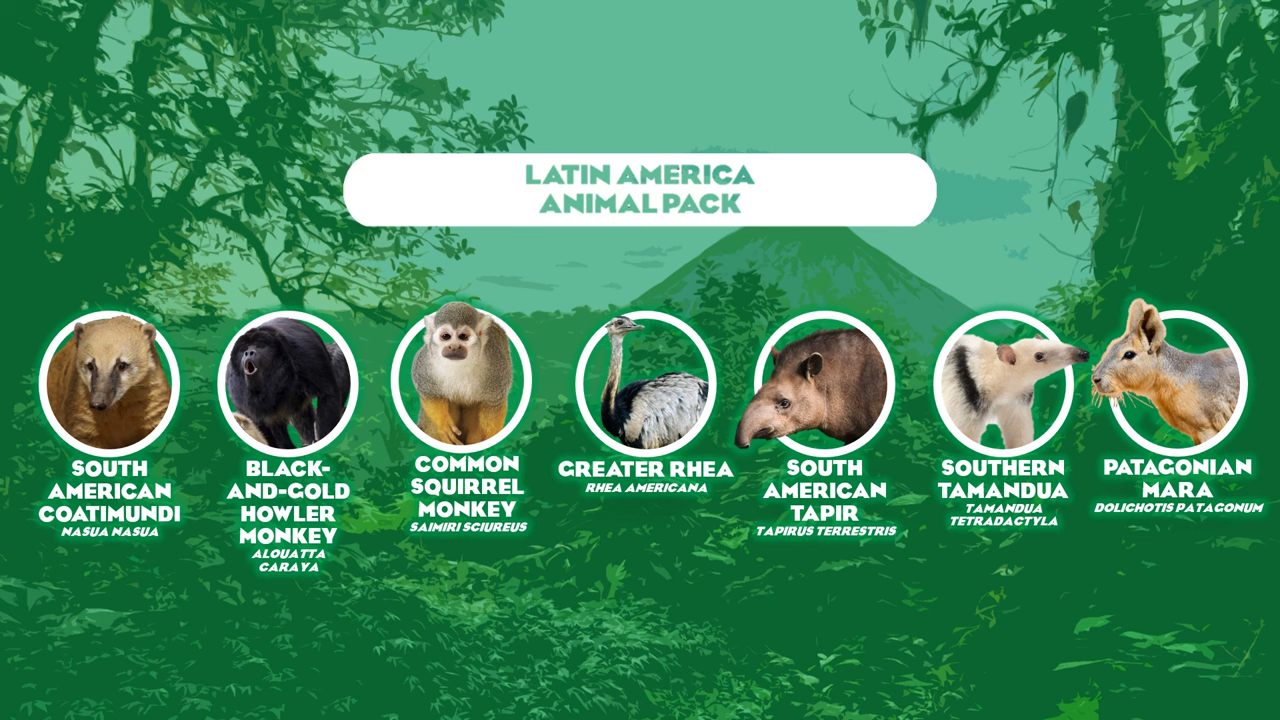 LATIN AMERICA
ANIMAL PACK
SOUTH
AMERICAN
COATIMUNDI
NASUA NASUA
BLACK-
AND-GOLD
HOWLER
MONKEY
ALOUATTA
CARAYA
COMMON
SQUIRREL
MONKEY
SAIMIRI SCIUREUS
GREATER RHEA
RHEA AMERICANA
SOUTH
AMERICAN
TAPIR
TAPIRUS TERRESTRIS
SOUTHERN
TAMANDUA
TAMANDUA
TETRADACTYLA
PATAGONIAN
MARA
DOLICHOTIS PATAGONUM